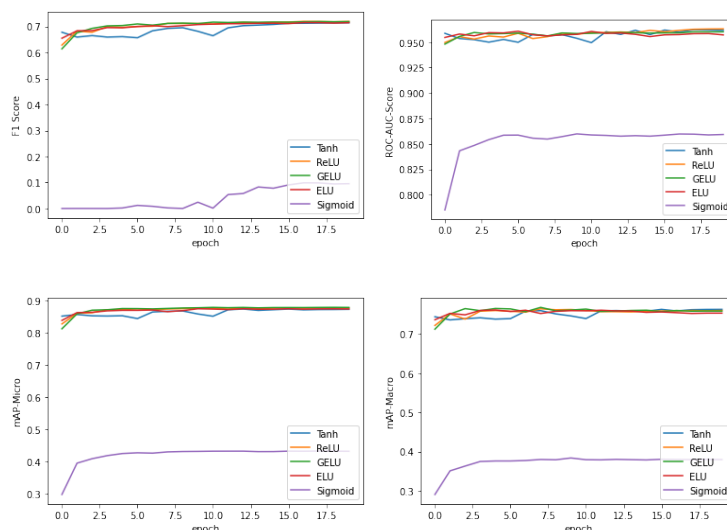 F1 Score
0.7
0.6
0.5
0.4
0.3
0.2
0.1
0.0
Tanh
ReLU
GELU
ELU
Sigmoid
0.0 2.5 5.0 7.5 10.0 12.5 15.0 17.5
epoch
ROC-AUC-Score
0.950
0.925
0.900
0.875
0.850
0.825
0.800
Tanh
ReLU
GELU
ELU
Sigmoid
0.0 2.5 5.0 7.5 10.0 12.5 15.0 17.5
epoch
mAP-Micro
0.9
0.8
0.7
0.6
0.5
0.4
0.3
Tanh
ReLU
GELU
ELU
Sigmoid
0.0 2.5 5.0 7.5 10.0 12.5 15.0 17.5
epoch
mAP-Macro
0.7
0.6
0.5
0.4
0.3
Tanh
ReLU
GELU
ELU
Sigmoid
0.0 2.5 5.0 7.5 10.0 12.5 15.0 17.5
epoch